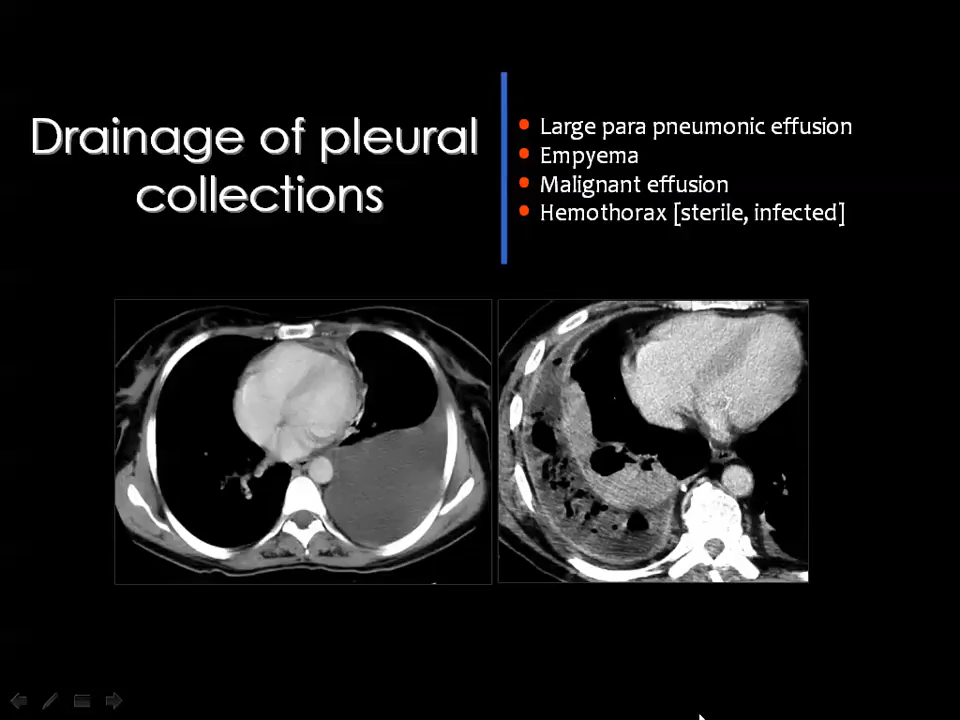 Drainage of pleural
collections
Large para pneumonic effusion
Empyema
Malignant effusion
Hemothorax [sterile, infected]